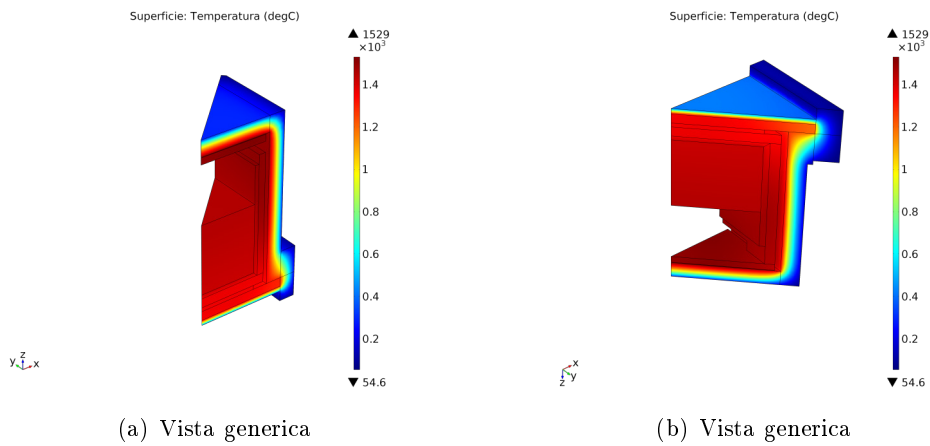 Superficie: Temperatura (degC)
▲ 1529
×10³
1.4
1.2
1
0.8
0.6
0.4
0.2
▼ 54.6
z
y x
(a) Vista generica
Superficie: Temperatura (degC)
▲ 1529
×10³
1.4
1.2
1
0.8
0.6
0.4
0.2
▼ 54.6
x
y
z
(b) Vista generica